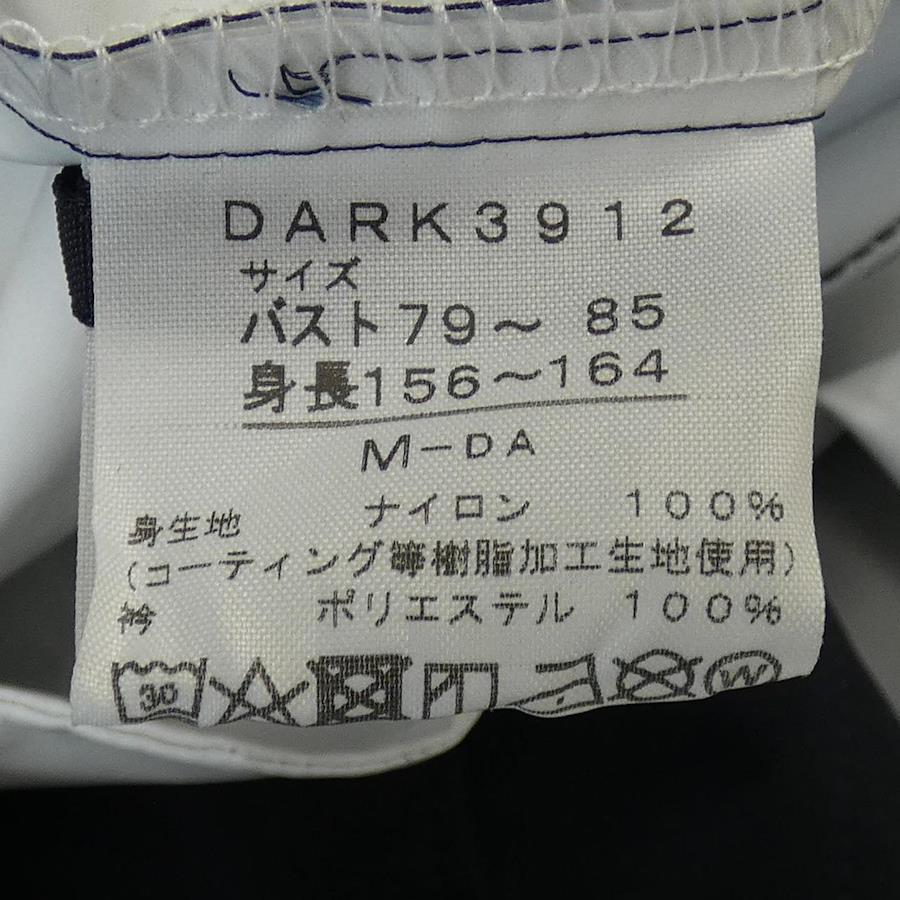 DARK3912
サイズ
バスト79～ 85
身長156～164
M-DA
身生地 ナイロン 100%
(コーティング等樹脂加工生地使用)
衿 ポリエステル 100%
30
W